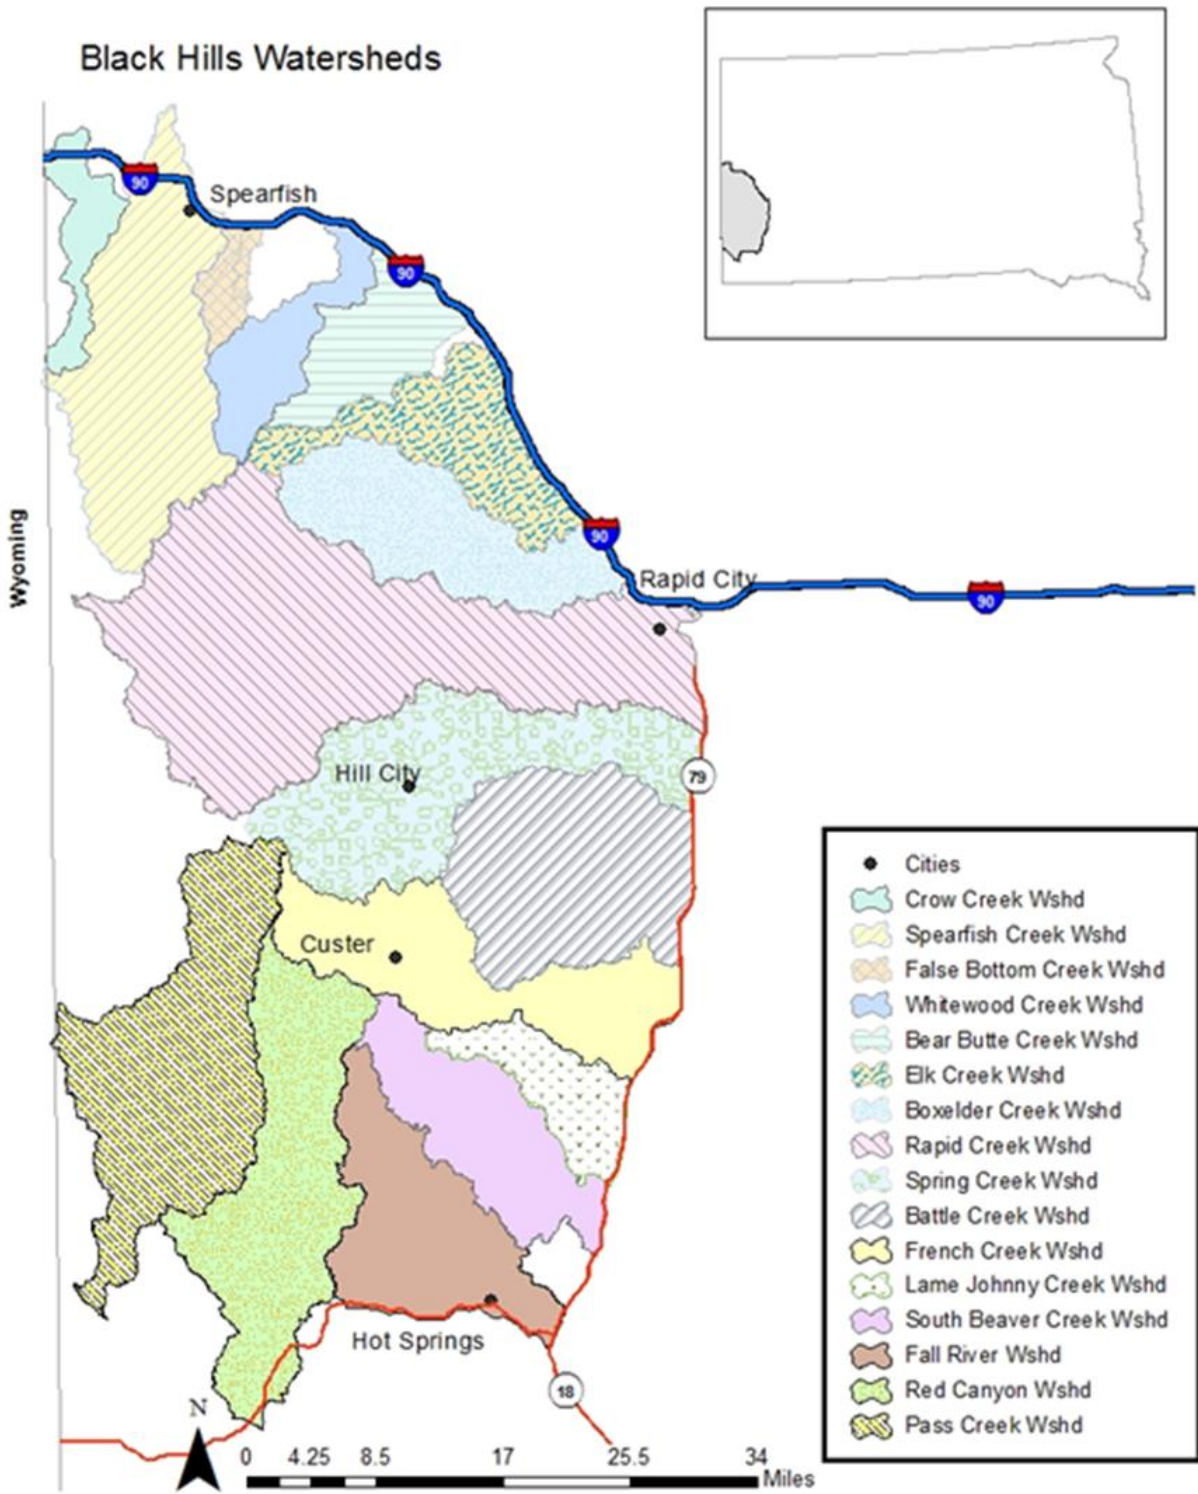 Black Hills Watersheds
90
Spearfish
90
Wyoming
90
Rapid City
90
Hill City
79
Custer
Hot Springs
18
N
0 4.25 8.5 17 25.5 34
Miles
Cities
Crow Creek Wshd
Spearfish Creek Wshd
False Bottom Creek Wshd
Whitewood Creek Wshd
Bear Butte Creek Wshd
Elk Creek Wshd
Boxelder Creek Wshd
Rapid Creek Wshd
Spring Creek Wshd
Battle Creek Wshd
French Creek Wshd
Lame Johnny Creek Wshd
South Beaver Creek Wshd
Fall River Wshd
Red Canyon Wshd
Pass Creek Wshd